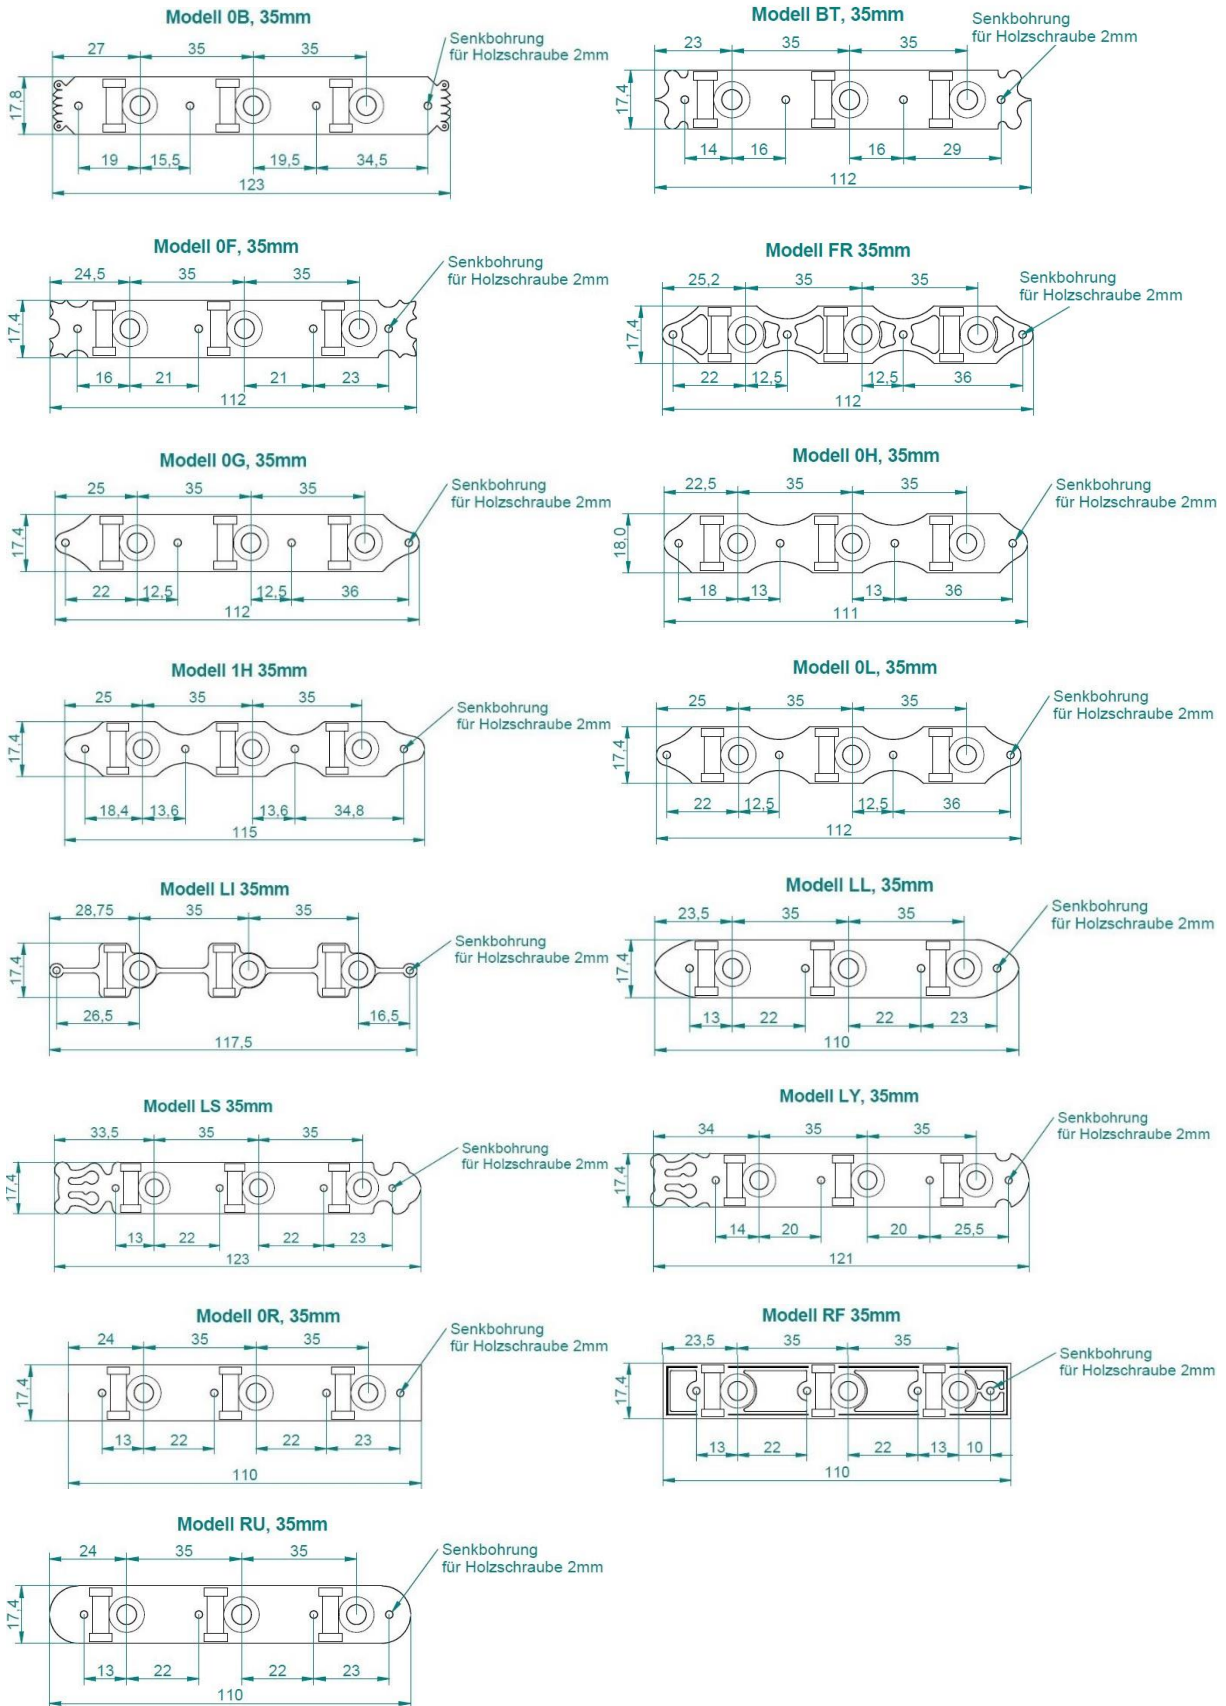 Modell 0B, 35mm
Senkbohrung
für Holzschraube 2mm
27
35
35
17,8
19
15,5
19,5
34,5
123
Modell BT, 35mm
Senkbohrung
für Holzschraube 2mm
23
35
35
17,4
14
16
16
29
112
Modell 0F, 35mm
Senkbohrung
für Holzschraube 2mm
24,5
35
35
17,4
16
21
21
23
112
Modell FR 35mm
Senkbohrung
für Holzschraube 2mm
25,2
35
35
17,4
22
12,5
12,5
36
112
Modell 0G, 35mm
Senkbohrung
für Holzschraube 2mm
25
35
35
17,4
22
12,5
12,5
36
112
Modell 0H, 35mm
Senkbohrung
für Holzschraube 2mm
22,5
35
35
18,0
18
13
13
36
111
Modell 1H 35mm
Senkbohrung
für Holzschraube 2mm
25
35
35
17,4
18,4
13,6
13,6
34,8
115
Modell 0L, 35mm
Senkbohrung
für Holzschraube 2mm
25
35
35
17,4
22
12,5
12,5
36
112
Modell LI 35mm
Senkbohrung
für Holzschraube 2mm
28,75
35
35
17,4
26,5
16,5
117,5
Modell LL, 35mm
Senkbohrung
für Holzschraube 2mm
23,5
35
35
17,4
13
22
22
23
110
Modell LS 35mm
Senkbohrung
für Holzschraube 2mm
33,5
35
35
17,4
13
22
22
23
123
Modell LY, 35mm
Senkbohrung
für Holzschraube 2mm
34
35
35
17,4
14
20
20
25,5
121
Modell 0R, 35mm
Senkbohrung
für Holzschraube 2mm
24
35
35
17,4
13
22
22
23
110
Modell RF 35mm
Senkbohrung
für Holzschraube 2mm
23,5
35
35
17,4
13
22
22
13
10
110
Modell RU, 35mm
Senkbohrung
für Holzschraube 2mm
24
35
35
17,4
13
22
22
23
110